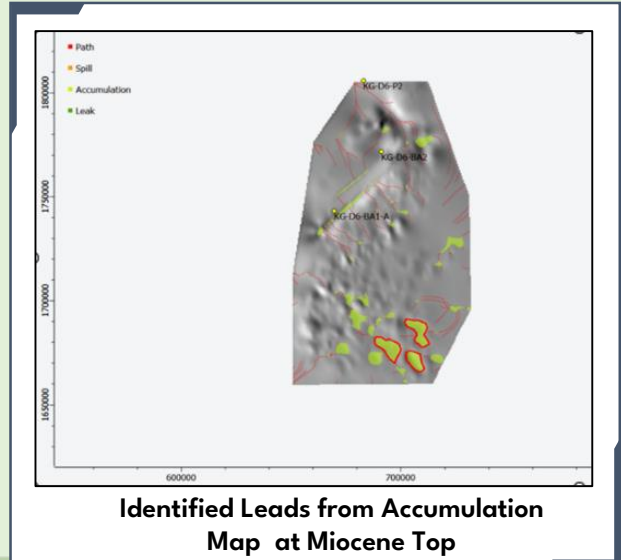 Path
Spill
Accumulation
Leak
KG-D6-P2
KG-D6-BA2
KG-D6-BA1-A
1800000
1750000
1700000
1650000
600000
700000
Identified Leads from Accumulation
Map at Miocene Top